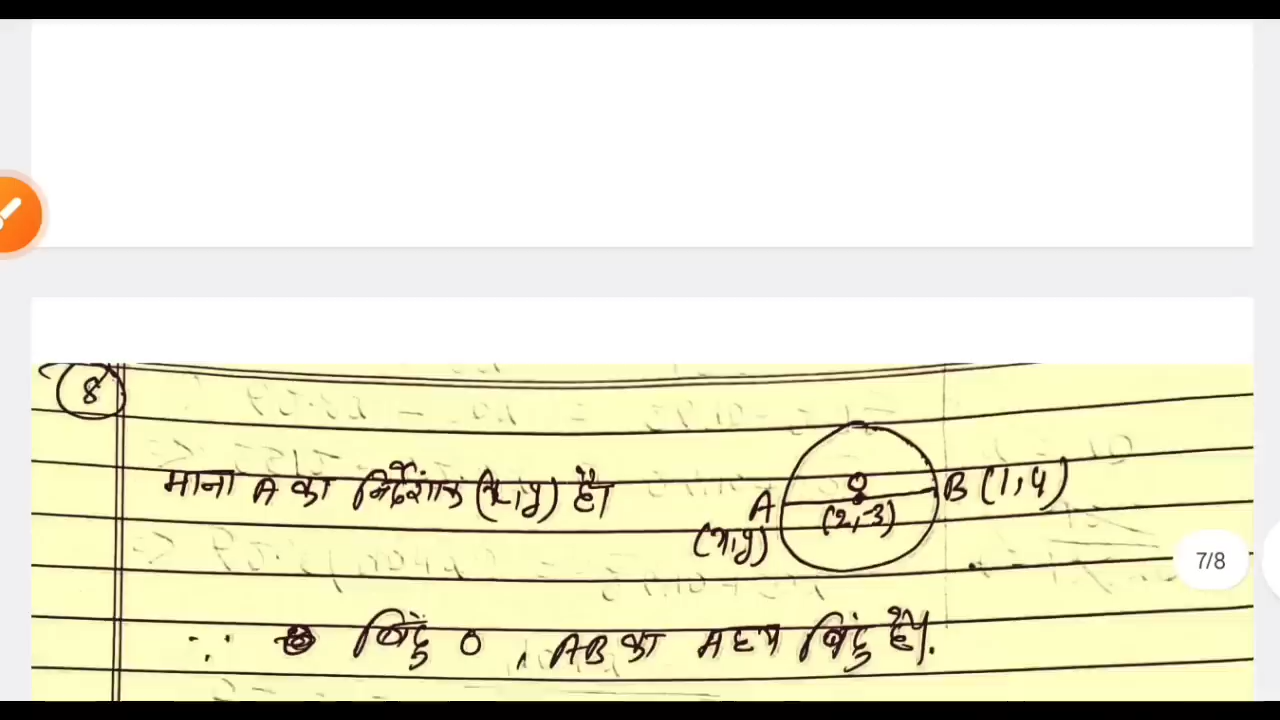 8
माना A का निर्देशांक (x,y) है।
A
(x,y)
O
(2,-3)
B (1,4)
7/8
∵ बिंदु O , AB का मध्य बिंदु है।